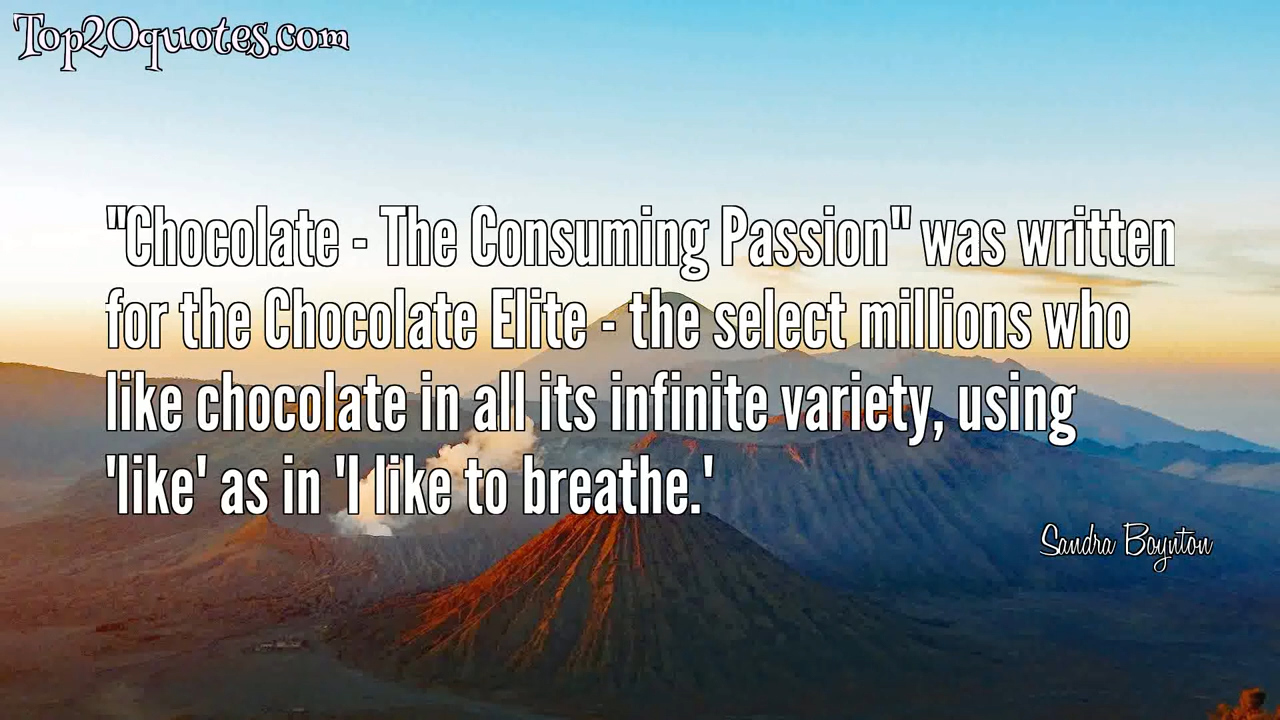 Top20quotes.com
"Chocolate - The Consuming Passion" was written
for the Chocolate Elite - the select millions who
like chocolate in all its infinite variety, using
'like' as in 'I like to breathe.'
Sandra Boynton